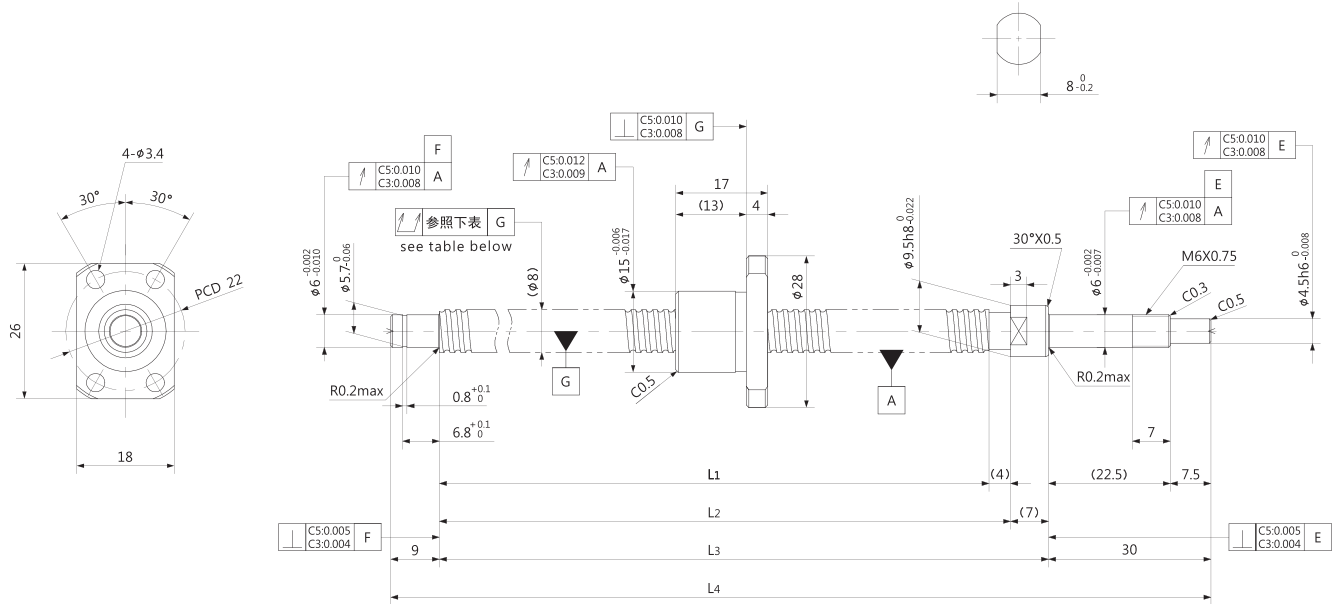 8 0 -0.2
⊥ C5:0.010 C3:0.008 G
4-ϕ3.4
30° 30°
PCD 22
26
18
F
↗ C5:0.010 C3:0.008 A
参照下表 G
see table below
↗ C5:0.012 C3:0.009 A
17
(13) 4
ϕ6 -0.002 -0.010
ϕ5.7 0 -0.06
(ϕ8)
ϕ15 -0.006 -0.017
ϕ28
ϕ9.5h8 0 -0.022
30°X0.5
3
↗ C5:0.010 C3:0.008 E
E
↗ C5:0.010 C3:0.008 A
ϕ6 -0.002 -0.007
M6X0.75
C0.3
C0.5
ϕ4.5h6 0 -0.008
R0.2max
G
C0.5
A
R0.2max
0.8 +0.1 0
6.8 +0.1 0
7
L1 (4) (22.5) 7.5
L2 (7)
⊥ C5:0.005 C3:0.004 F
9 L3 30
⊥ C5:0.005 C3:0.004 E
L4